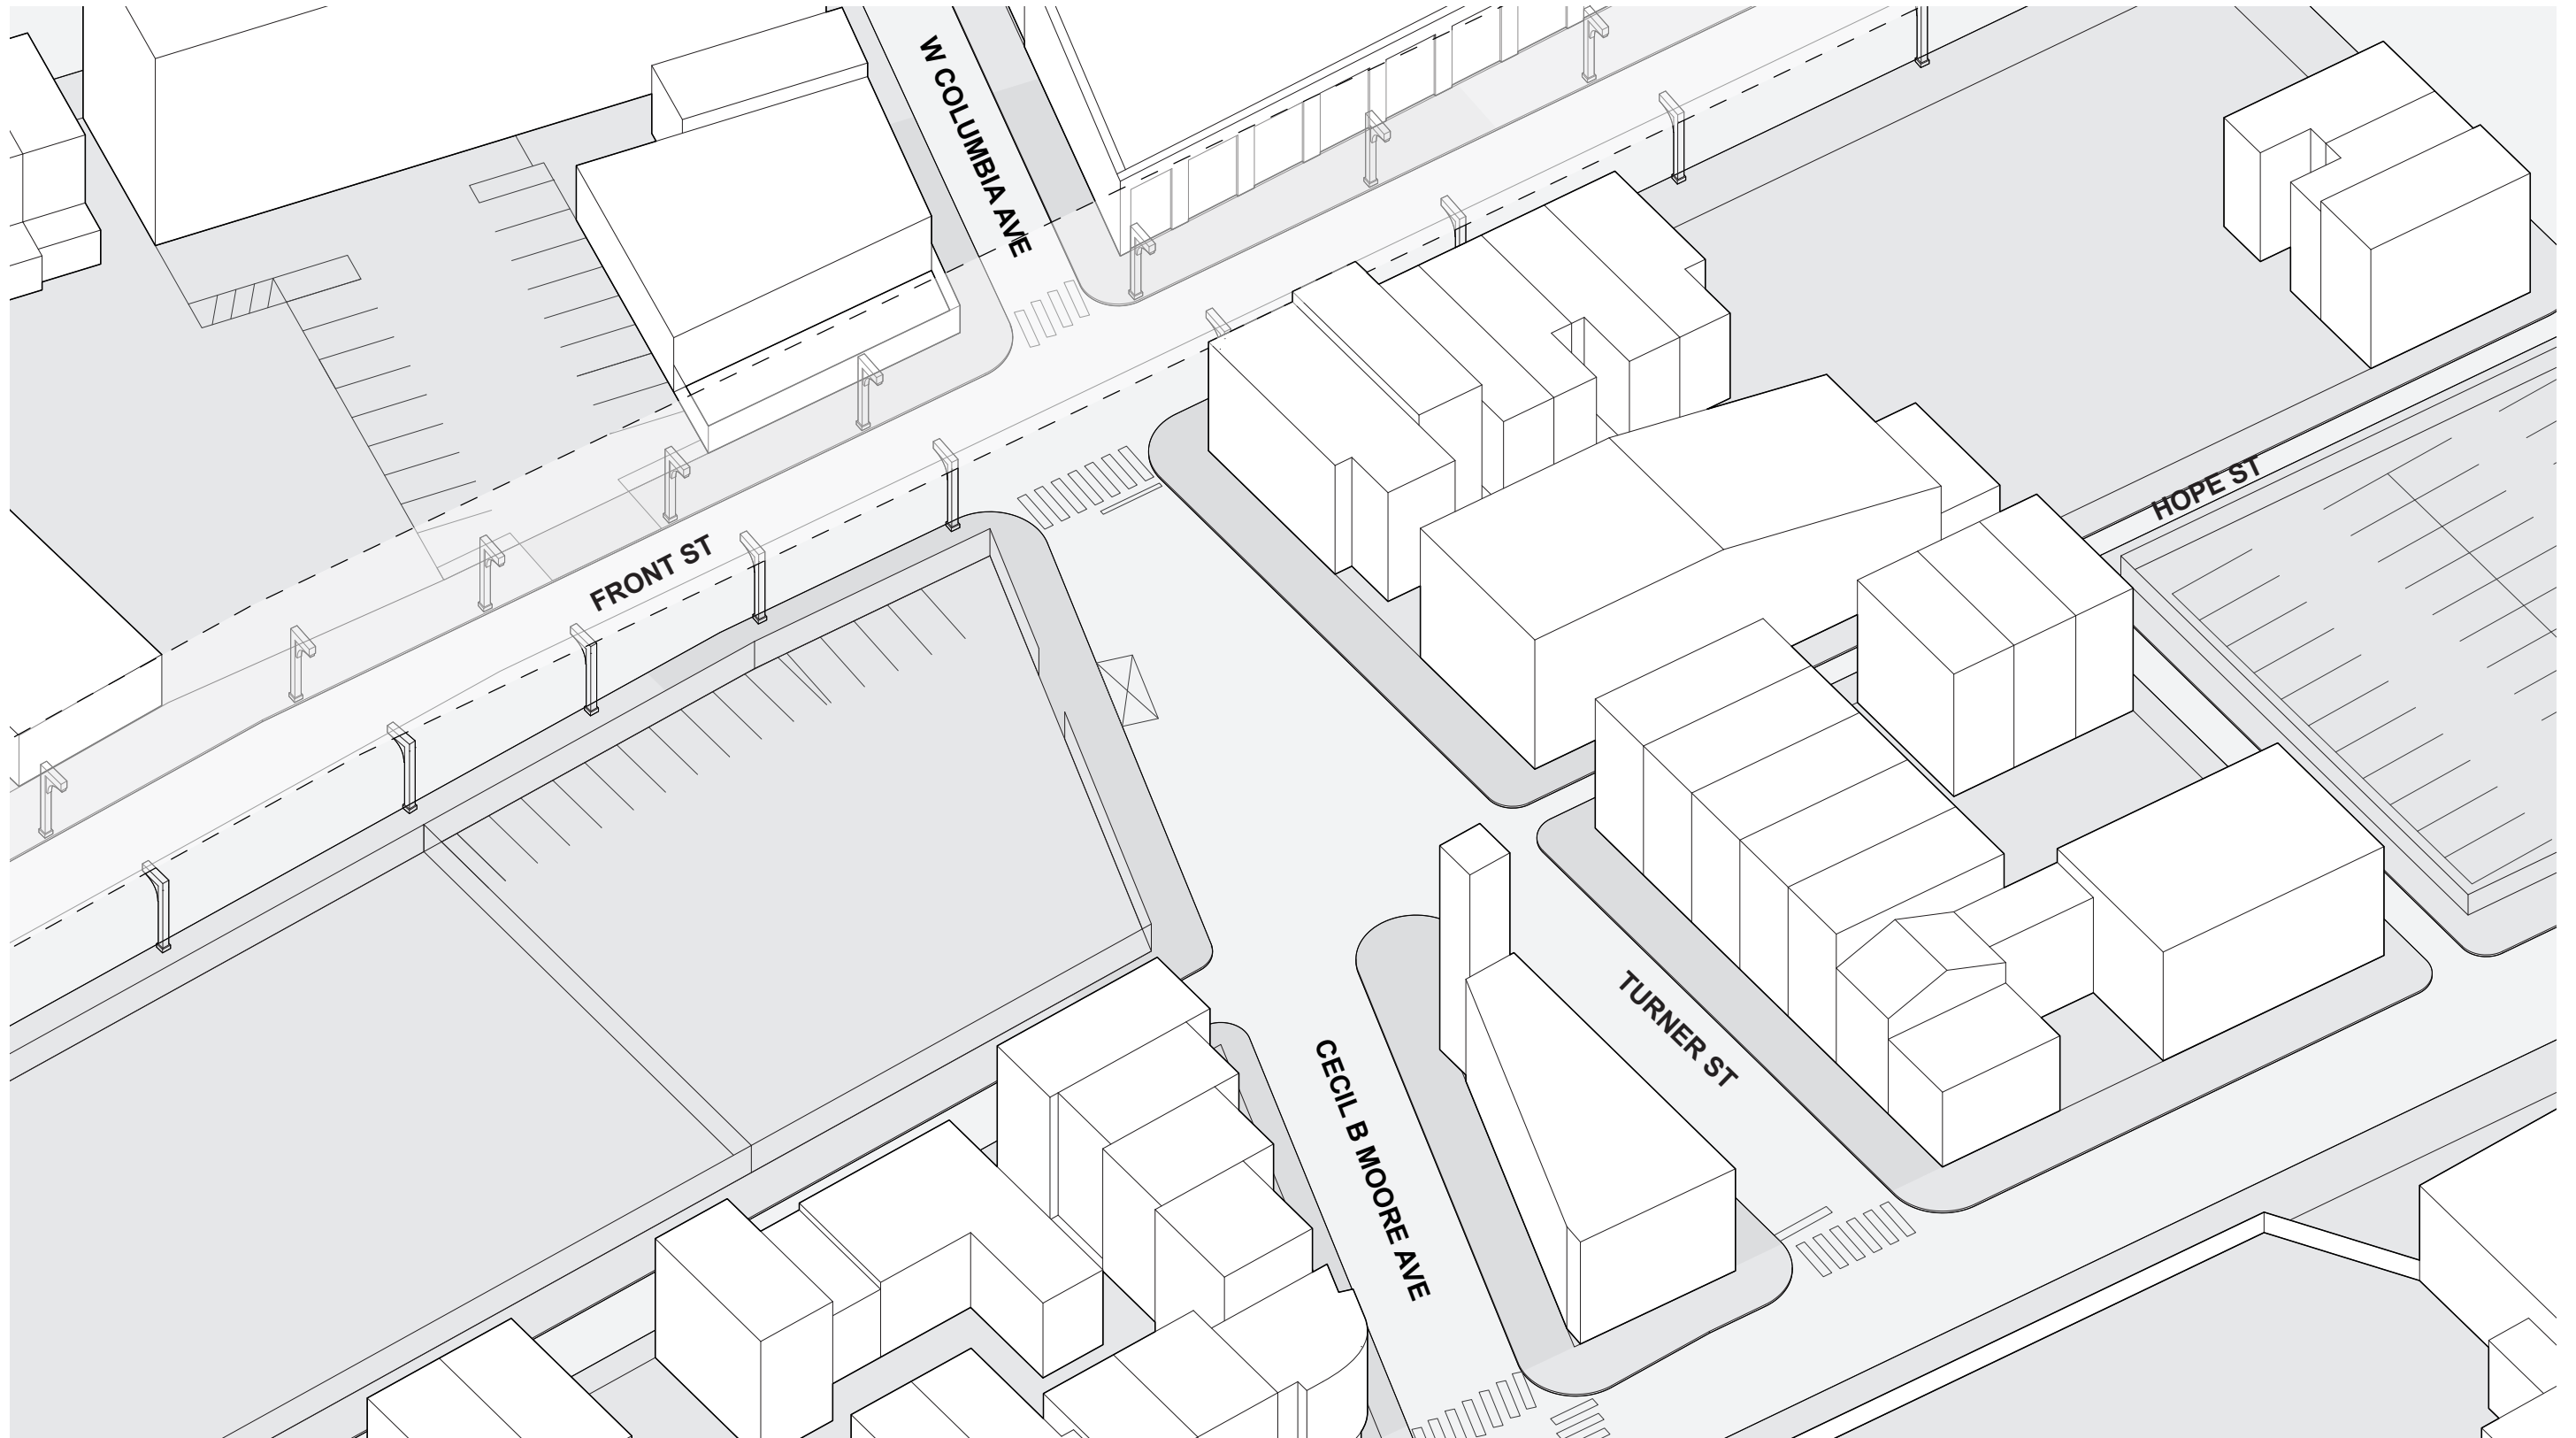 W COLUMBIA AVE
HOPE ST
FRONT ST
TURNER ST
CECIL B MOORE AVE